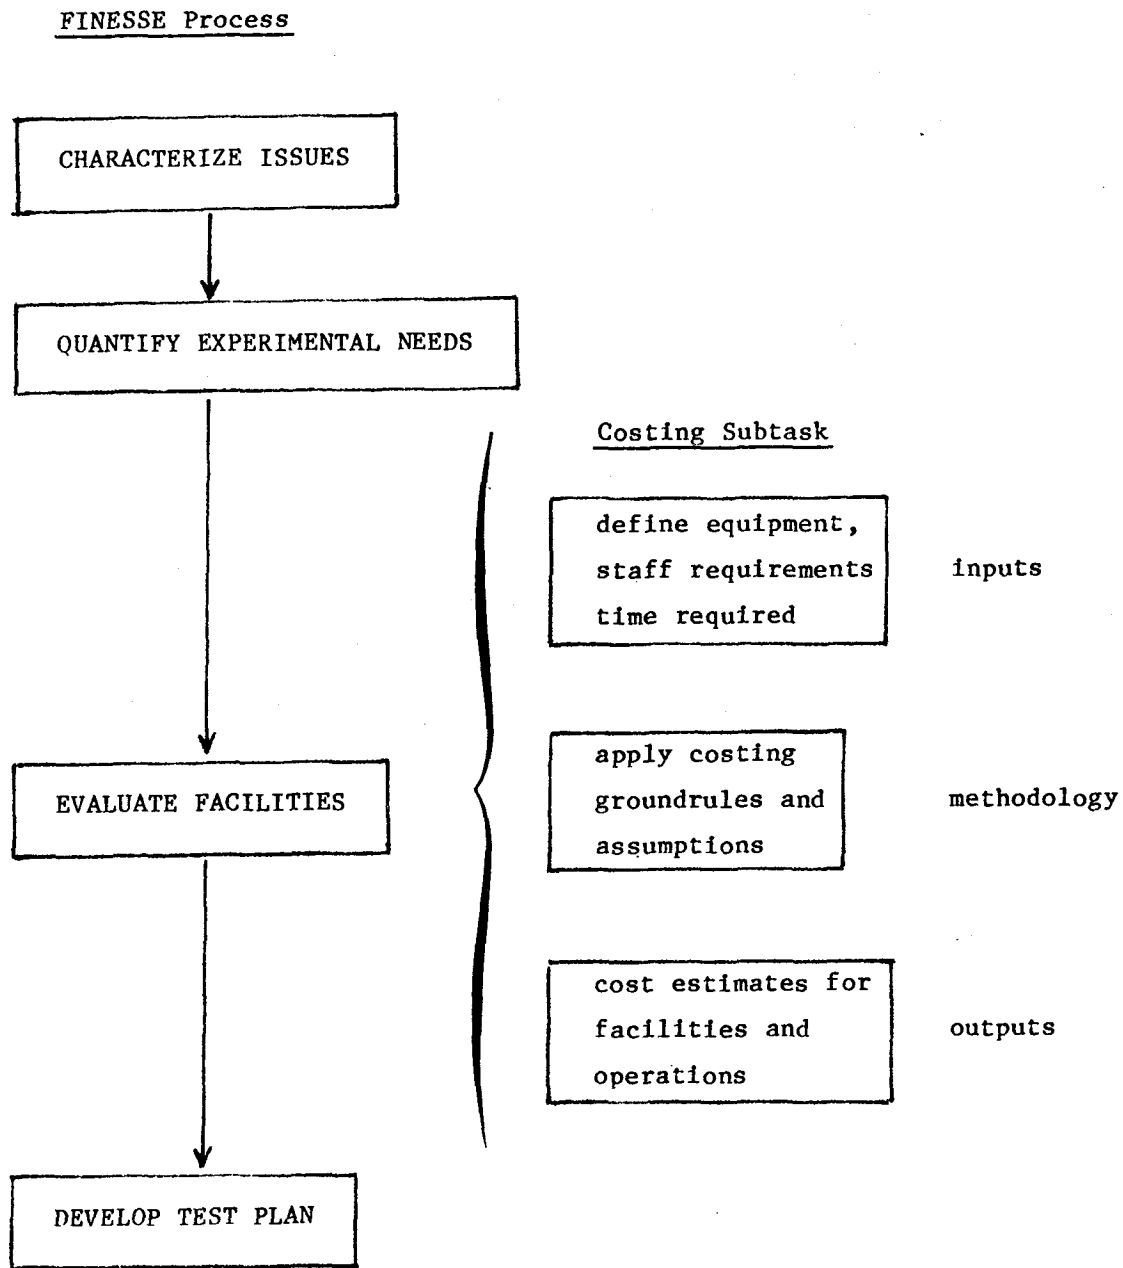 FINESSE Process
CHARACTERIZE ISSUES
QUANTIFY EXPERIMENTAL NEEDS
EVALUATE FACILITIES
DEVELOP TEST PLAN
Costing Subtask
define equipment,
staff requirements
time required
inputs
apply costing
groundrules and
assumptions
methodology
cost estimates for
facilities and
operations
outputs